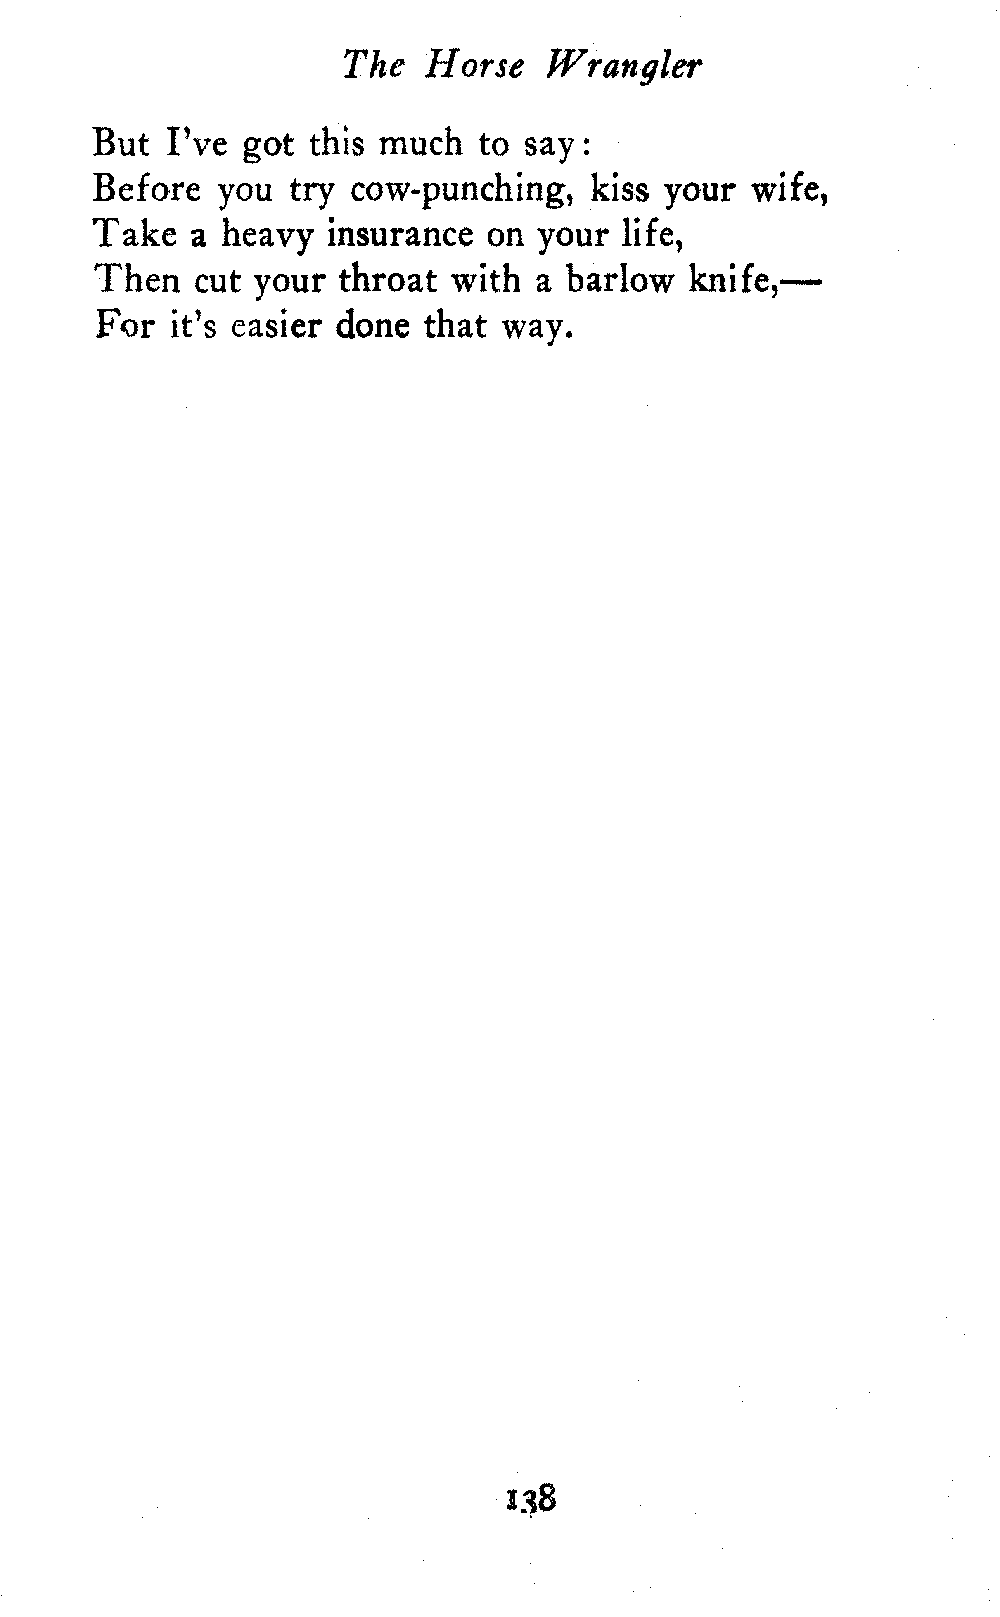 The Horse Wrangler
But I've got this much to say:
Before you try cow-punching, kiss your wife,
Take a heavy insurance on your life,
Then cut your throat with a barlow knife,—
For it's easier done that way.
138